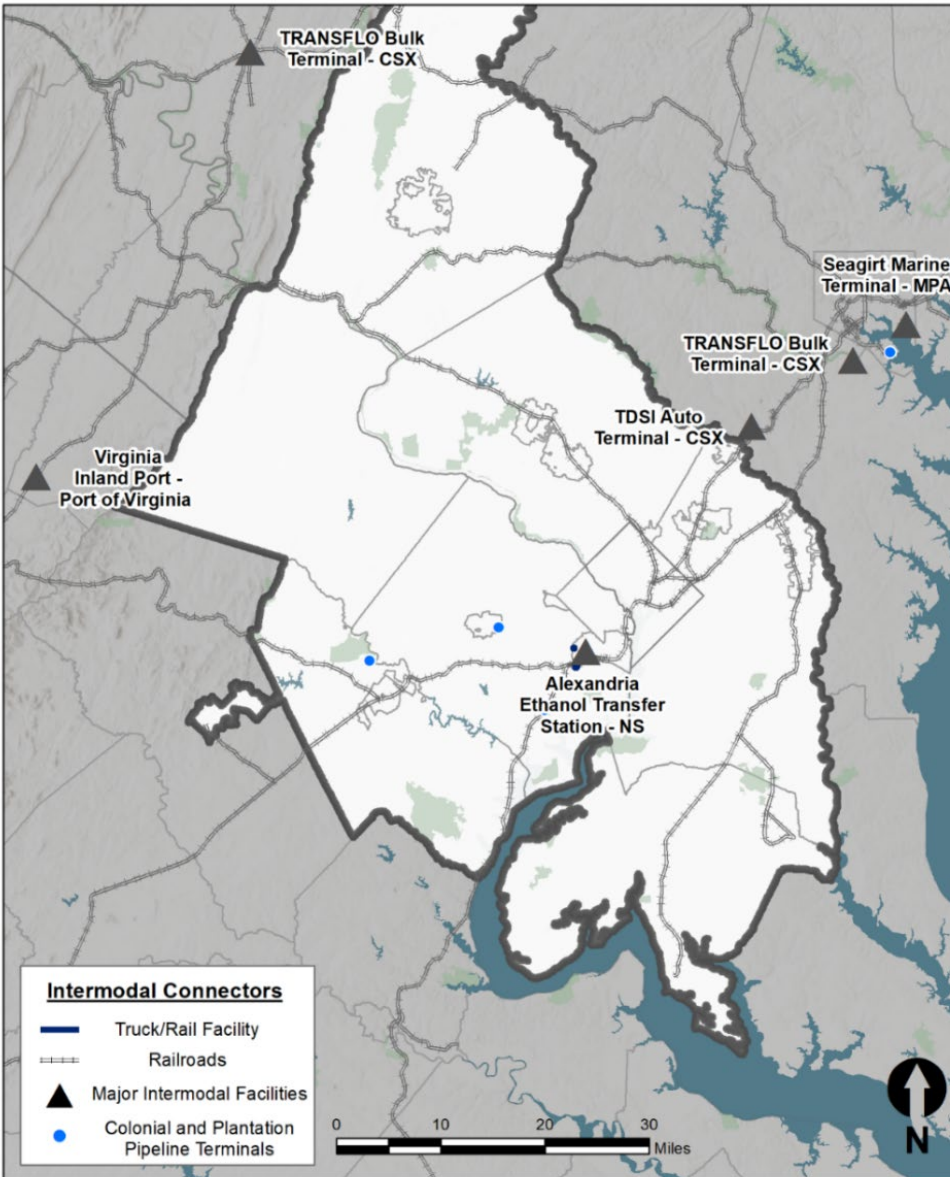 TRANSFLO Bulk
Terminal - CSX
Seagirt Marine
Terminal - MPA
TRANSFLO Bulk
Terminal - CSX
TDSI Auto
Terminal - CSX
Virginia
Inland Port -
Port of Virginia
Alexandria
Ethanol Transfer
Station - NS
Intermodal Connectors
Truck/Rail Facility
Railroads
Major Intermodal Facilities
Colonial and Plantation
Pipeline Terminals
0 10 20 30
Miles
N